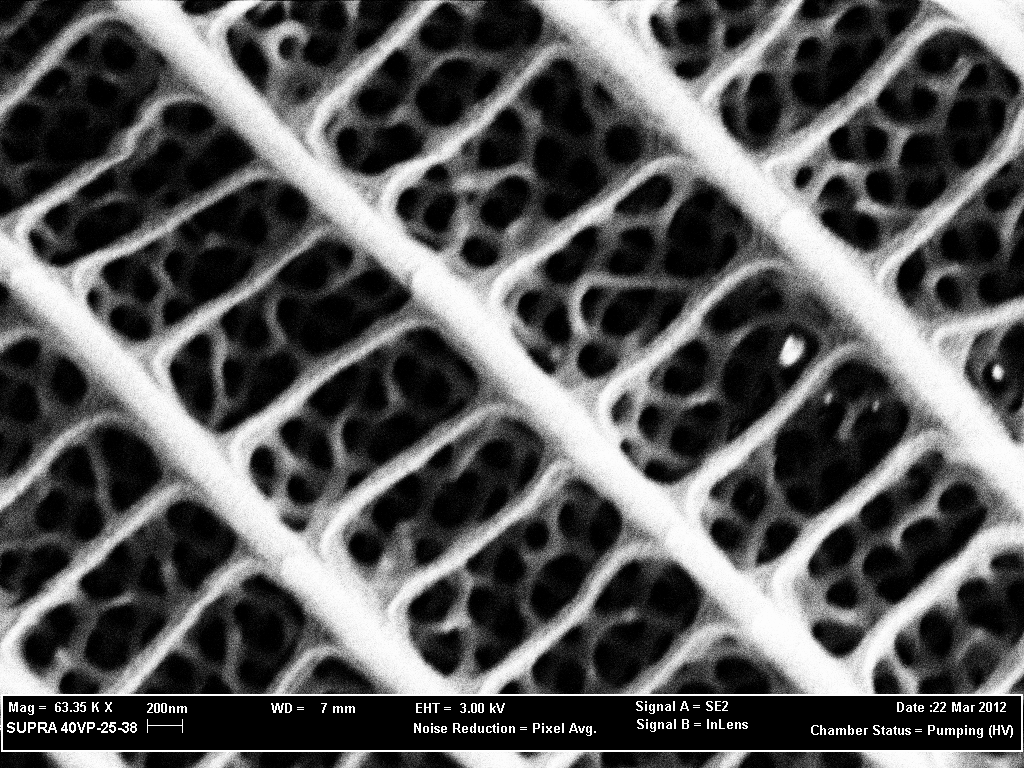 Mag = 63.35 K X 200nm WD = 7 mm EHT = 3.00 kV Signal A = SE2 Date :22 Mar 2012
SUPRA 40VP-25-38 Noise Reduction = Pixel Avg. Signal B = InLens Chamber Status = Pumping (HV)